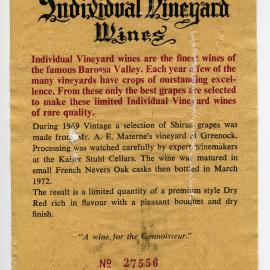 Individual Vineyard
Wines
Individual Vineyard wines are the finest wines of
the famous Barossa Valley. Each year a few of the
many vineyards have crops of outstanding excel-
lence. From these only the best grapes are selected
to make these limited Individual Vineyard wines
of rare quality.
During 1969 Vintage a selection of Shiraz grapes was
made from Mr. A. E. Materne's vineyard at Greenock.
Processing was watched carefully by expert winemakers
at the Kaiser Stuhl Cellars. The wine was matured in
small French Nevers Oak casks then bottled in March
1972.
The result is a limited quantity of a premium style Dry
Red rich in flavour with a pleasant bouquet and dry
finish.
"A wine for the Connoisseur."
No 27556